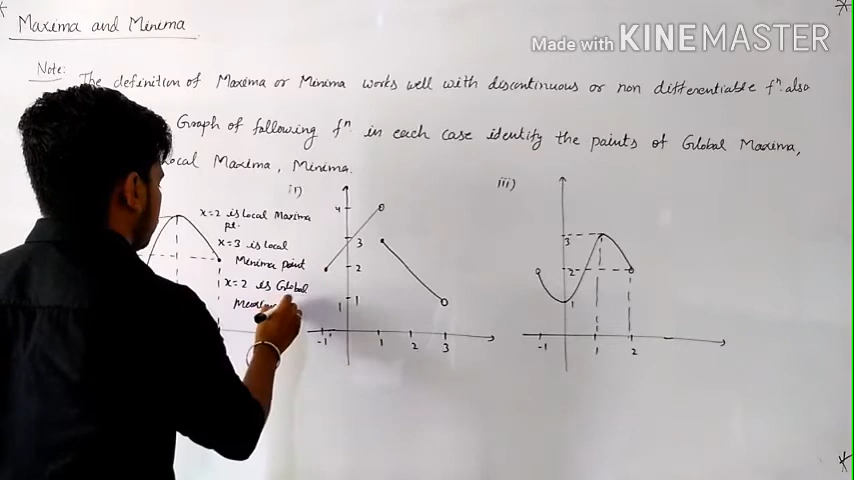 Maxima and Minima
Made with KINEMASTER
Note:
The definition of Maxima or Minima works well with discontinuous or non differentiable fⁿ also
Graph of following fⁿ in each case identify the points of Global Maxima,
Local Maxima, Minima.
ii)
iii)
x=2 is Local Maxima
pt.
x=3 is Local
Minima point
x=2 is Global
4
3
2
1
1
-1
1
2
3
3
2
1
-1
1
2